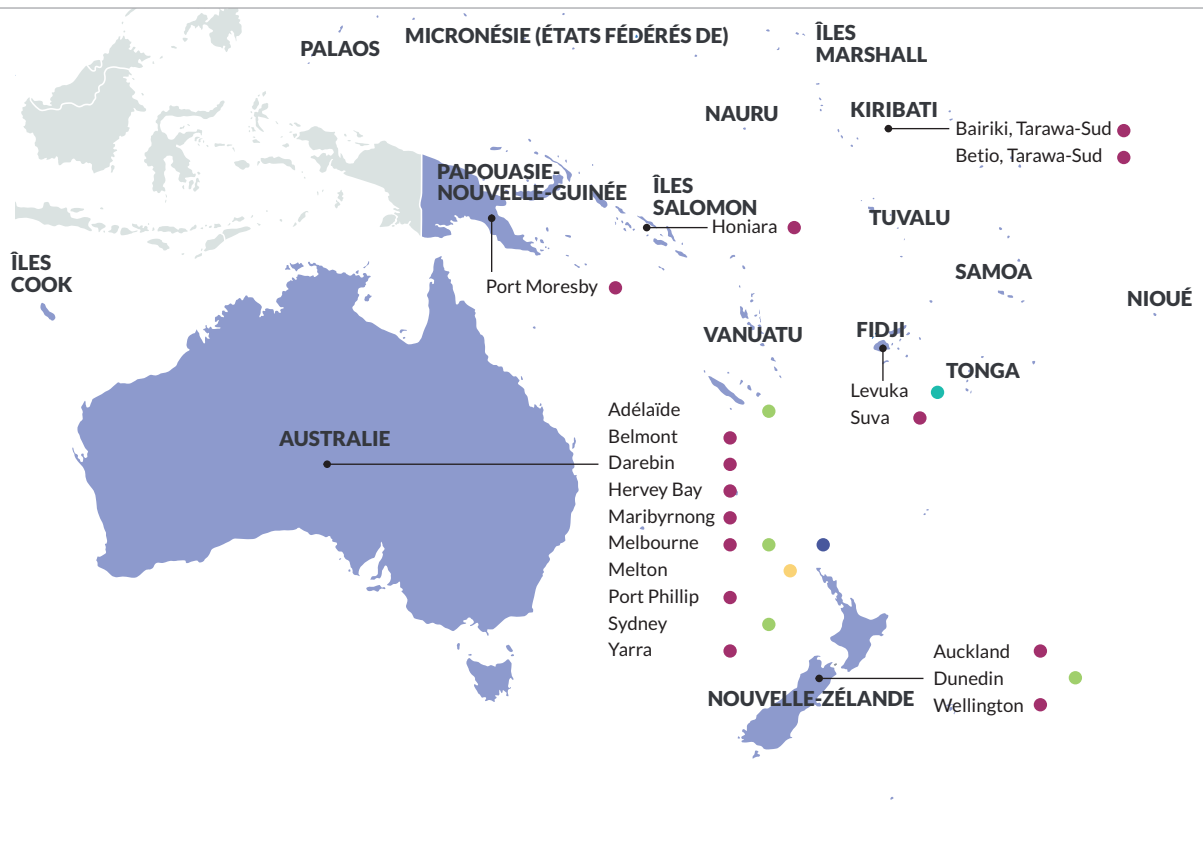 MICRONÉSIE (ÉTATS FÉDÉRÉS DE)
PALAOS
ÎLES
MARSHALL
NAURU
KIRIBATI
Bairiki, Tarawa-Sud
Betio, Tarawa-Sud
PAPOUASIE-
NOUVELLE-GUINÉE
Port Moresby
ÎLES
SALOMON
Honiara
TUVALU
ÎLES
COOK
SAMOA
NIOUÉ
VANUATU
FIDJI
Levuka
Suva
TONGA
AUSTRALIE
Adélaïde
Belmont
Darebin
Hervey Bay
Maribyrnong
Melbourne
Melton
Port Phillip
Sydney
Yarra
NOUVELLE-ZÉLANDE
Auckland
Dunedin
Wellington